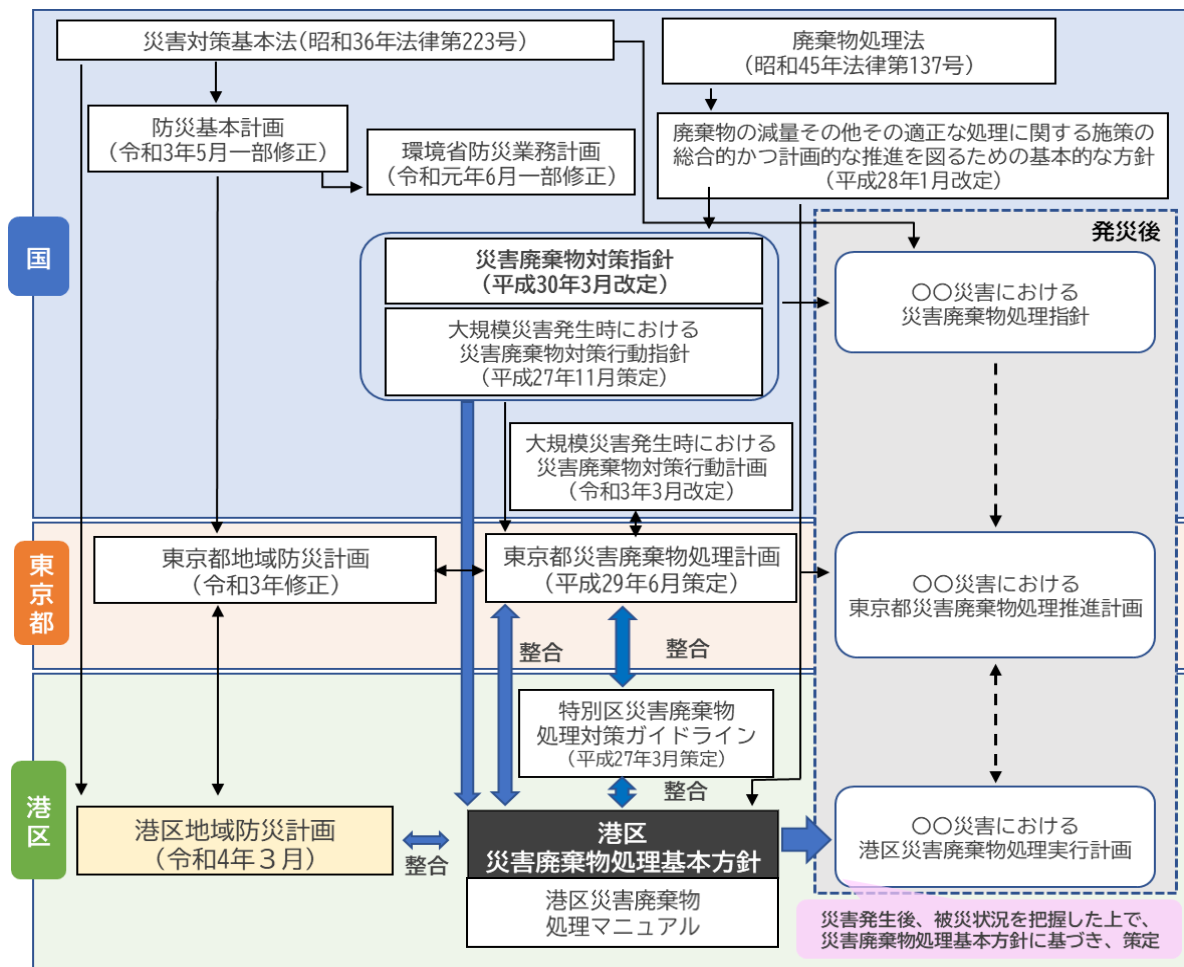 災害対策基本法(昭和36年法律第223号)
廃棄物処理法
(昭和45年法律第137号)
防災基本計画
(令和3年5月一部修正)
環境省防災業務計画
(令和元年6月一部修正)
廃棄物の減量その他その適正な処理に関する施策の
総合的かつ計画的な推進を図るための基本的な方針
(平成28年1月改定)
国
発災後
災害廃棄物対策指針
(平成30年3月改定)
大規模災害発生時における
災害廃棄物対策行動指針
(平成27年11月策定)
〇〇災害における
災害廃棄物処理指針
大規模災害発生時における
災害廃棄物対策行動計画
(令和3年3月改定)
東京都
東京都地域防災計画
(令和3年修正)
東京都災害廃棄物処理計画
(平成29年6月策定)
〇〇災害における
東京都災害廃棄物処理推進計画
整合
整合
特別区災害廃棄物
処理対策ガイドライン
(平成27年3月策定)
整合
港区
港区地域防災計画
(令和4年3月)
整合
港区
災害廃棄物処理基本方針
港区災害廃棄物
処理マニュアル
〇〇災害における
港区災害廃棄物処理実行計画
災害発生後、被災状況を把握した上で、
災害廃棄物処理基本方針に基づき、策定